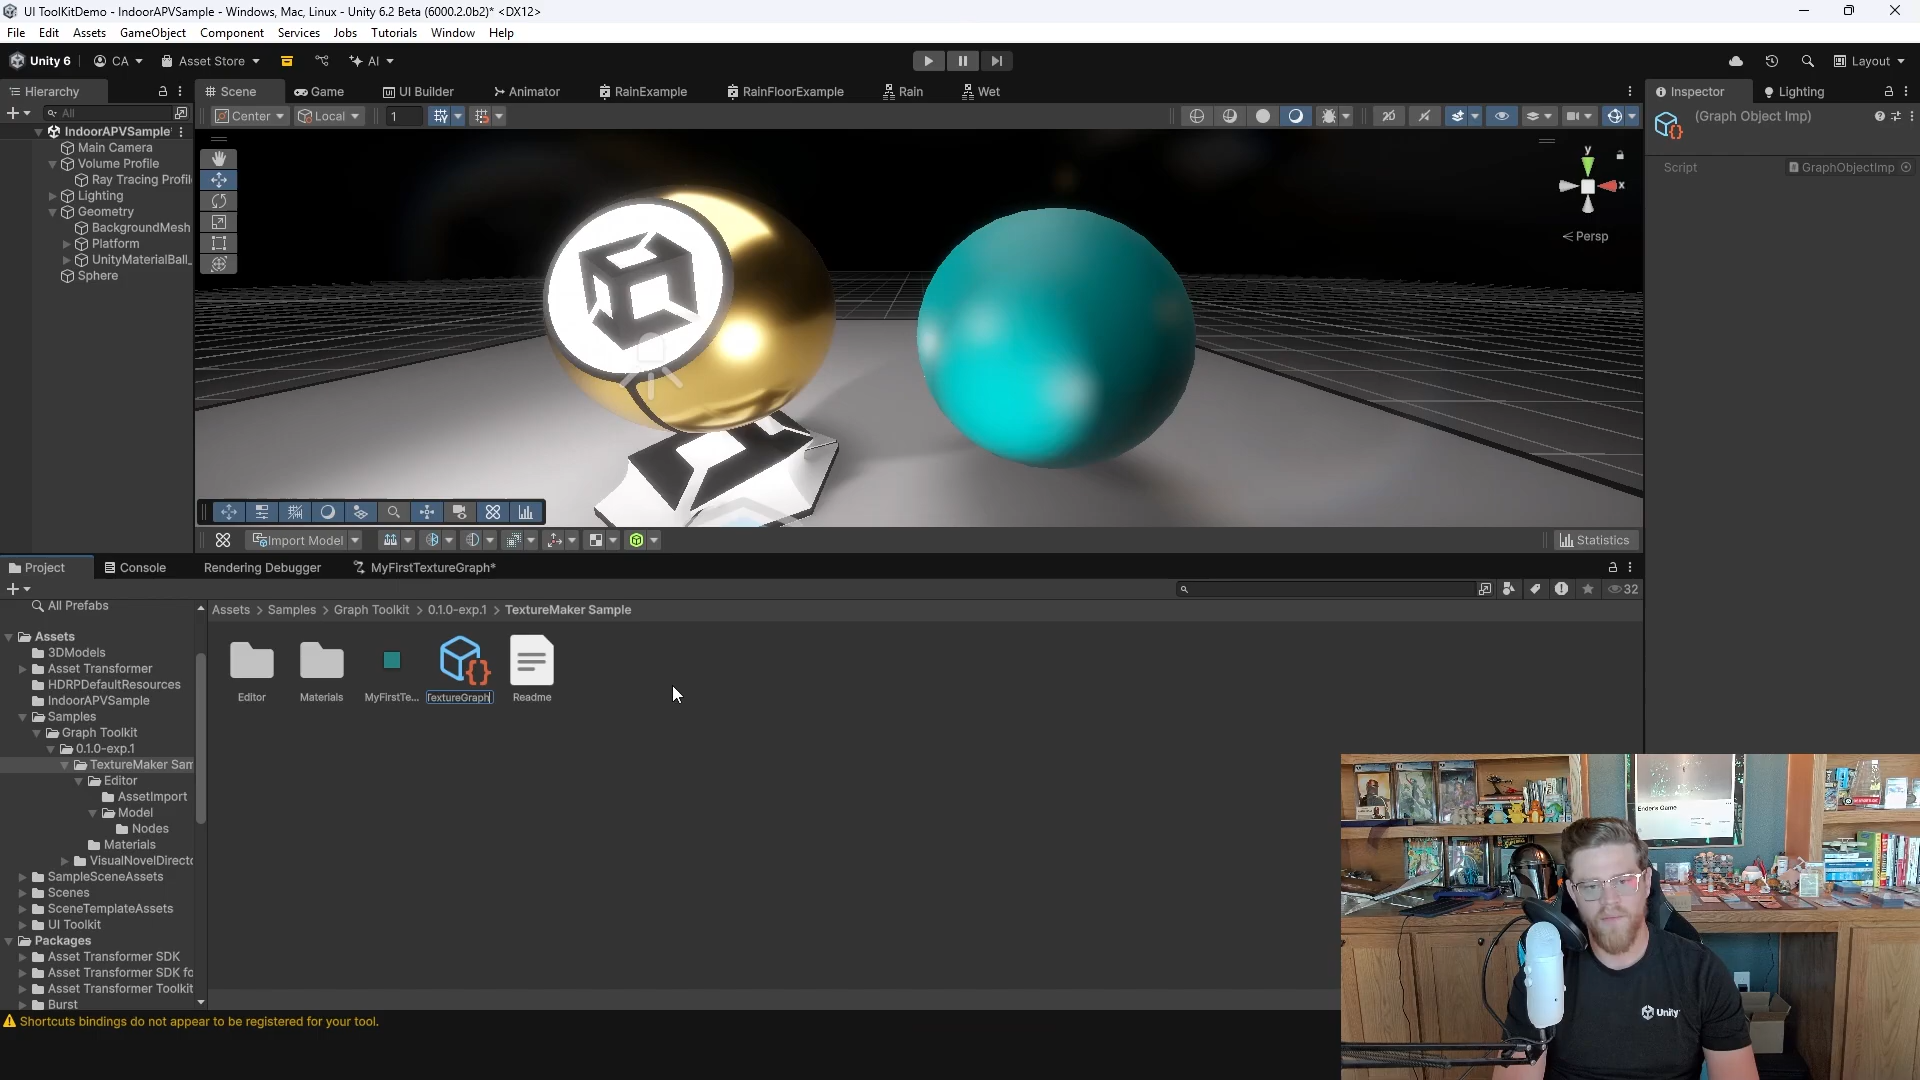 UI ToolKitDemo - IndoorAPVSample - Windows, Mac, Linux - Unity 6.2 Beta (6000.2.0b2)* <DX12>
File Edit Assets GameObject Component Services Jobs Tutorials Window Help
Unity 6 CA Asset Store AI Layout
Hierarchy Scene Game UI Builder Animator RainExample RainFloorExample Rain Wet Inspector Lighting
All Center Local 1 2D (Graph Object Imp)
IndoorAPVSample
Main Camera
Volume Profile
Ray Tracing Profil
Lighting
Geometry
BackgroundMesh
Platform
UnityMaterialBall_
Sphere
y
x
Persp
Script GraphObjectImp
Import Model Statistics
Project Console Rendering Debugger MyFirstTextureGraph*
32
All Prefabs
Assets > Samples > Graph Toolkit > 0.1.0-exp.1 > TextureMaker Sample
Assets
3DModels
Asset Transformer
HDRPDefaultResources
IndoorAPVSample
Samples
Graph Toolkit
0.1.0-exp.1
TextureMaker Sam
Editor
AssetImport
Model
Nodes
Materials
VisualNovelDirecto
SampleSceneAssets
Scenes
SceneTemplateAssets
UI Toolkit
Packages
Asset Transformer SDK
Asset Transformer SDK fo
Asset Transformer Toolkit
Burst
Editor Materials MyFirstTe... TextureGraph Readme
Shortcuts bindings do not appear to be registered for your tool.
Ender's Game
Unity